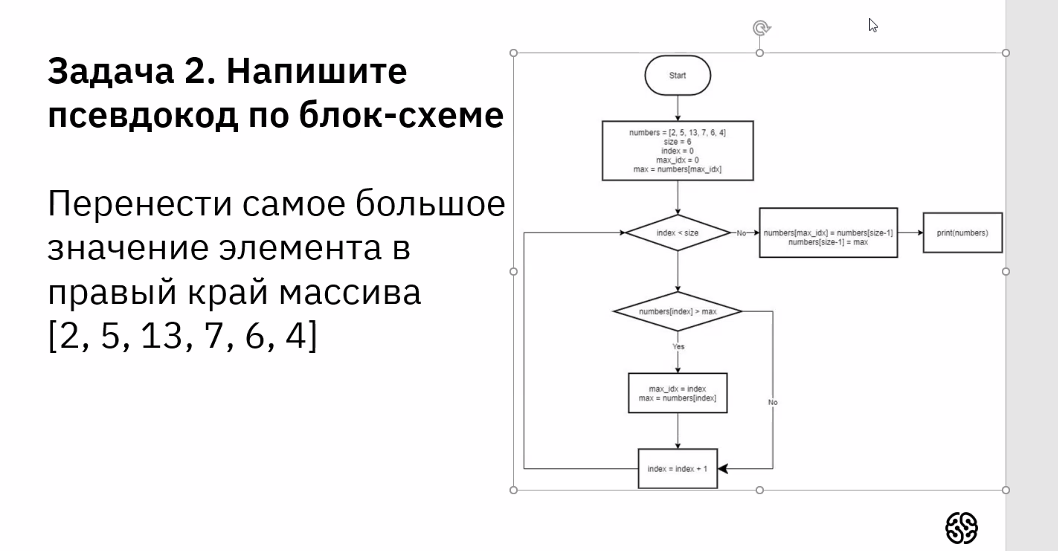 Задача 2. Напишите
псевдокод по блок-схеме
Перенести самое большое
значение элемента в
правый край массива
[2, 5, 13, 7, 6, 4]
Start
numbers = [2, 5, 13, 7, 6, 4]
size = 6
index = 0
max_idx = 0
max = numbers[max_idx]
index < size
No
numbers[max_idx] = numbers[size-1]
numbers[size-1] = max
print(numbers)
numbers[index] > max
Yes
max_idx = index
max = numbers[index]
No
index = index + 1